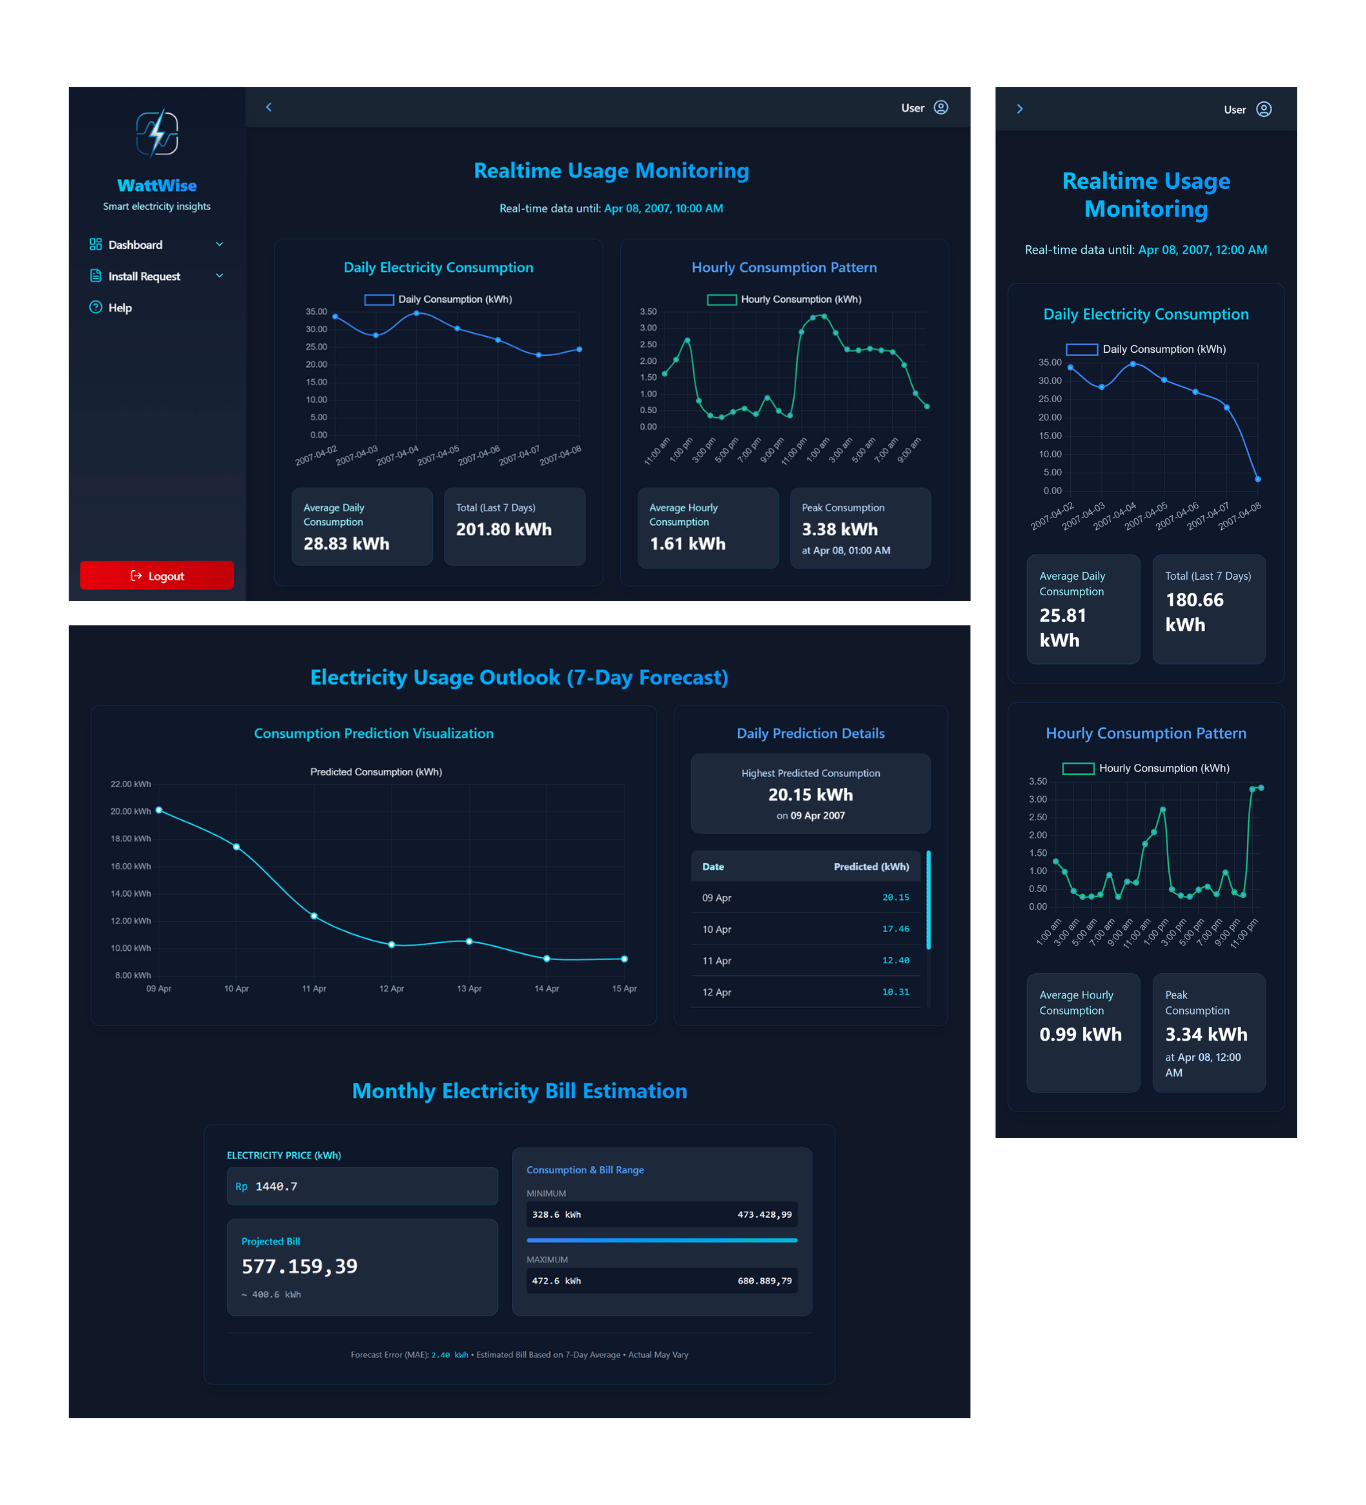 WattWise
Smart electricity insights
Dashboard
Install Request
Help
Logout
User
Realtime Usage Monitoring
Real-time data until: Apr 08, 2007, 10:00 AM
Daily Electricity Consumption
Daily Consumption (kWh)
35.00
30.00
25.00
20.00
15.00
10.00
5.00
0.00
2007-04-02 2007-04-03 2007-04-04 2007-04-05 2007-04-06 2007-04-07 2007-04-08
Average Daily
Consumption
28.83 kWh
Total (Last 7 Days)
201.80 kWh
Hourly Consumption Pattern
Hourly Consumption (kWh)
3.50
3.00
2.50
2.00
1.50
1.00
0.50
0.00
11:00 am 1:00 pm 3:00 pm 5:00 pm 7:00 pm 9:00 pm 11:00 pm 1:00 am 3:00 am 5:00 am 7:00 am 9:00 am
Average Hourly
Consumption
1.61 kWh
Peak Consumption
3.38 kWh
at Apr 08, 01:00 AM
Electricity Usage Outlook (7-Day Forecast)
Consumption Prediction Visualization
Predicted Consumption (kWh)
22.00 kWh
20.00 kWh
18.00 kWh
16.00 kWh
14.00 kWh
12.00 kWh
10.00 kWh
8.00 kWh
09 Apr 10 Apr 11 Apr 12 Apr 13 Apr 14 Apr 15 Apr
Daily Prediction Details
Highest Predicted Consumption
20.15 kWh
on 09 Apr 2007
Date Predicted (kWh)
09 Apr 20.15
10 Apr 17.46
11 Apr 12.40
12 Apr 10.31
Monthly Electricity Bill Estimation
ELECTRICITY PRICE (kWh)
Rp 1440.7
Projected Bill
577.159,39
~ 400.6 kWh
Consumption & Bill Range
MINIMUM
328.6 kWh 473.428,99
MAXIMUM
472.6 kWh 680.889,79
Forecast Error (MAE): 2.40 kWh • Estimated Bill Based on 7-Day Average • Actual May Vary
User
Realtime Usage
Monitoring
Real-time data until: Apr 08, 2007, 12:00 AM
Daily Electricity Consumption
Daily Consumption (kWh)
35.00
30.00
25.00
20.00
15.00
10.00
5.00
0.00
2007-04-02 2007-04-03 2007-04-04 2007-04-05 2007-04-06 2007-04-07 2007-04-08
Average Daily
Consumption
25.81
kWh
Total (Last 7 Days)
180.66
kWh
Hourly Consumption Pattern
Hourly Consumption (kWh)
3.50
3.00
2.50
2.00
1.50
1.00
0.50
0.00
1:00 am 3:00 am 5:00 am 7:00 am 9:00 am 11:00 am 1:00 pm 3:00 pm 5:00 pm 7:00 pm 9:00 pm 11:00 pm
Average Hourly
Consumption
0.99 kWh
Peak
Consumption
3.34 kWh
at Apr 08, 12:00
AM